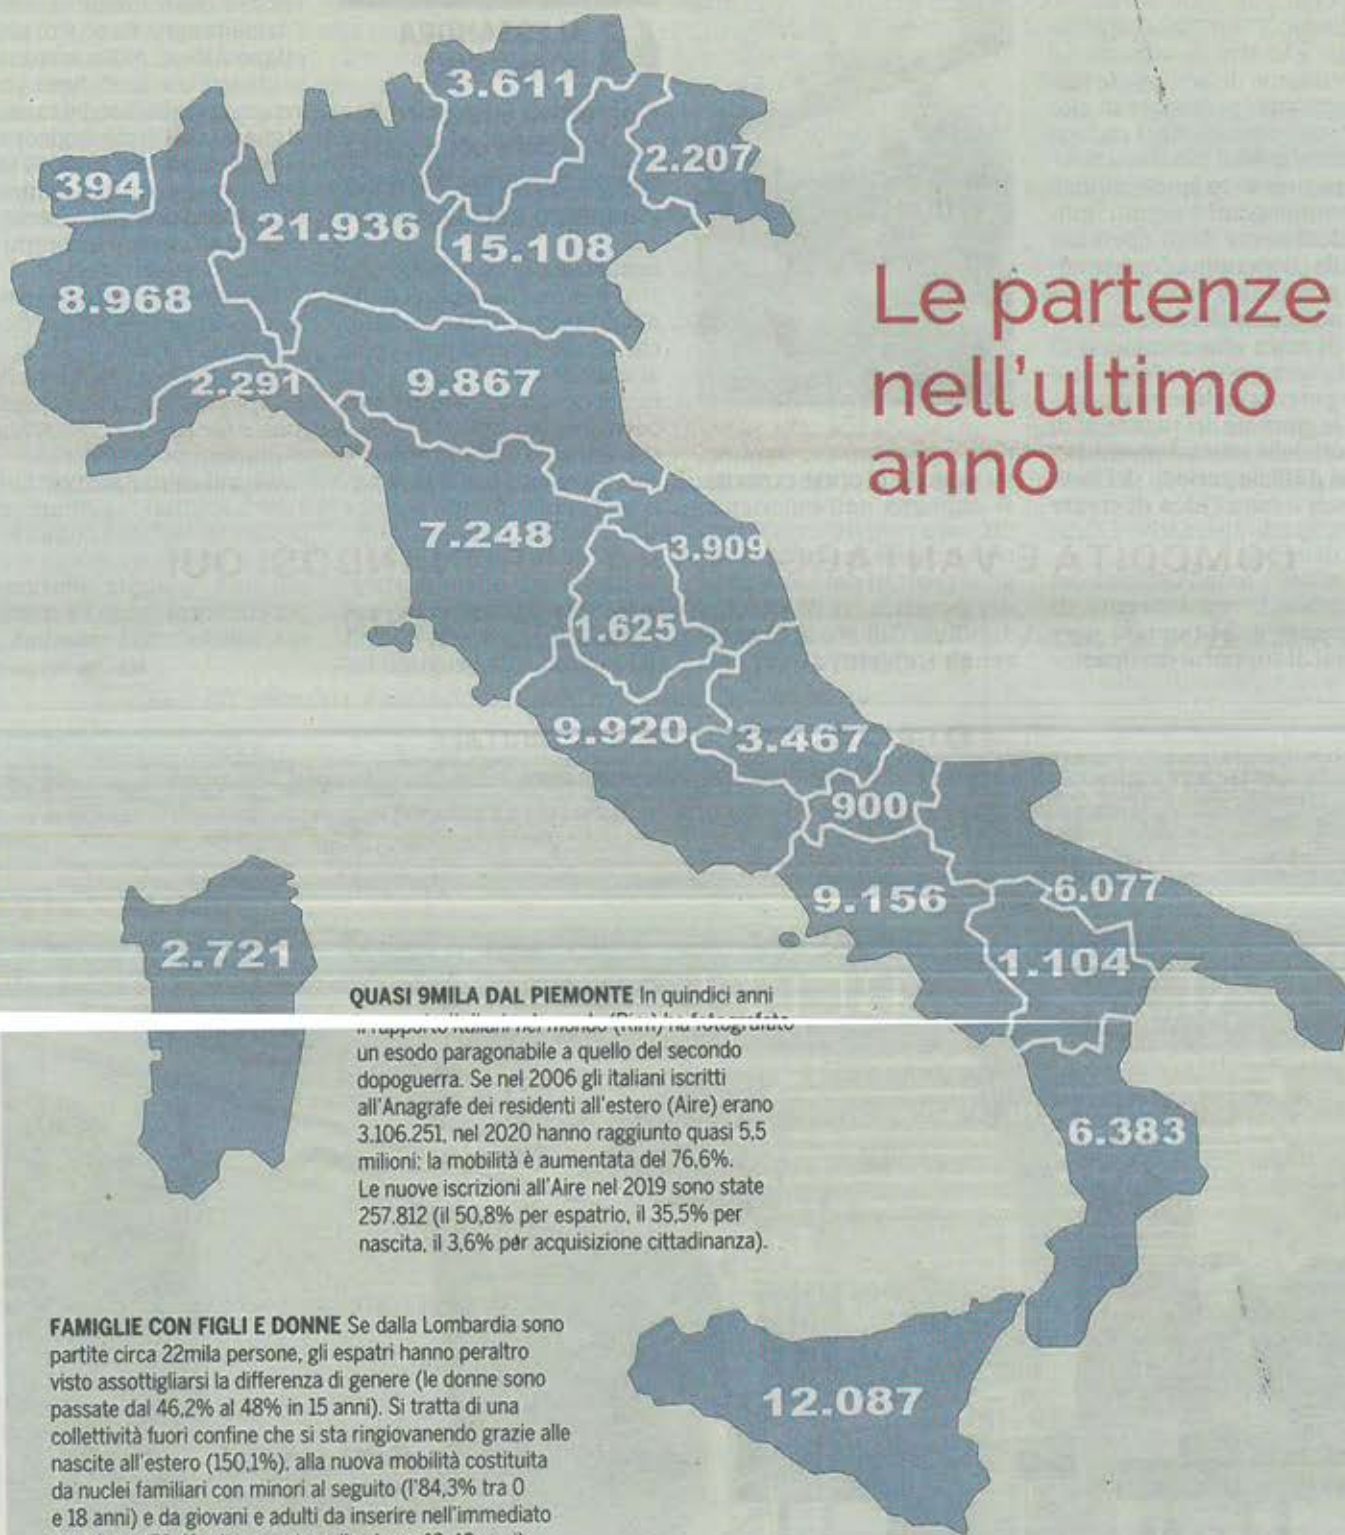 3.611
2.207
394
21.936
15.108
8.968
Le partenze
nell'ultimo
anno
2.291
9.867
7.248
3.909
1.625
9.920
3.467
900
9.156
6.077
1.104
2.721
QUASI 9MILA DAL PIEMONTE In quindici anni
il rapporto italiani nel mondo (Rim) ha fotografato
un esodo paragonabile a quello del secondo
dopoguerra. Se nel 2006 gli italiani iscritti
all'Anagrafe dei residenti all'estero (Aire) erano
3.106.251, nel 2020 hanno raggiunto quasi 5,5
milioni: la mobilità è aumentata del 76,6%.
Le nuove iscrizioni all'Aire nel 2019 sono state
257.812 (il 50,8% per espatrio, il 35,5% per
nascita, il 3,6% per acquisizione cittadinanza).
6.383
FAMIGLIE CON FIGLI E DONNE Se dalla Lombardia sono
partite circa 22mila persone, gli espatri hanno peraltro
visto assottigliarsi la differenza di genere (le donne sono
passate dal 46,2% al 48% in 15 anni). Si tratta di una
collettività fuori confine che si sta ringiovanendo grazie alle
nascite all'estero (150,1%), alla nuova mobilità costituita
da nuclei familiari con minori al seguito (l'84,3% tra 0
e 18 anni) e da giovani e adulti da inserire nell'immediato
12.087